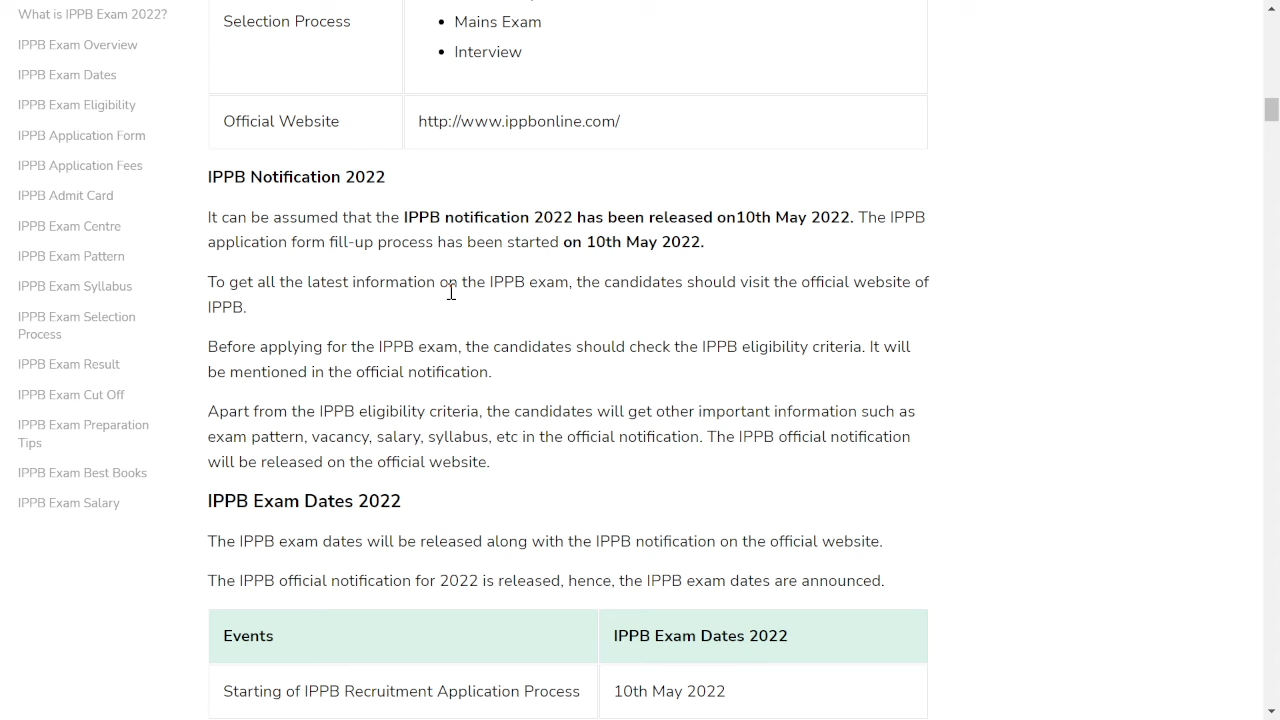 What is IPPB Exam 2022?
IPPB Exam Overview
IPPB Exam Dates
IPPB Exam Eligibility
IPPB Application Form
IPPB Application Fees
IPPB Admit Card
IPPB Exam Centre
IPPB Exam Pattern
IPPB Exam Syllabus
IPPB Exam Selection
Process
IPPB Exam Result
IPPB Exam Cut Off
IPPB Exam Preparation
Tips
IPPB Exam Best Books
IPPB Exam Salary
Selection Process
• Mains Exam
• Interview
Official Website
http://www.ippbonline.com/
IPPB Notification 2022
It can be assumed that the IPPB notification 2022 has been released on10th May 2022. The IPPB
application form fill-up process has been started on 10th May 2022.
To get all the latest information on the IPPB exam, the candidates should visit the official website of
IPPB.
Before applying for the IPPB exam, the candidates should check the IPPB eligibility criteria. It will
be mentioned in the official notification.
Apart from the IPPB eligibility criteria, the candidates will get other important information such as
exam pattern, vacancy, salary, syllabus, etc in the official notification. The IPPB official notification
will be released on the official website.
IPPB Exam Dates 2022
The IPPB exam dates will be released along with the IPPB notification on the official website.
The IPPB official notification for 2022 is released, hence, the IPPB exam dates are announced.
Events
IPPB Exam Dates 2022
Starting of IPPB Recruitment Application Process
10th May 2022